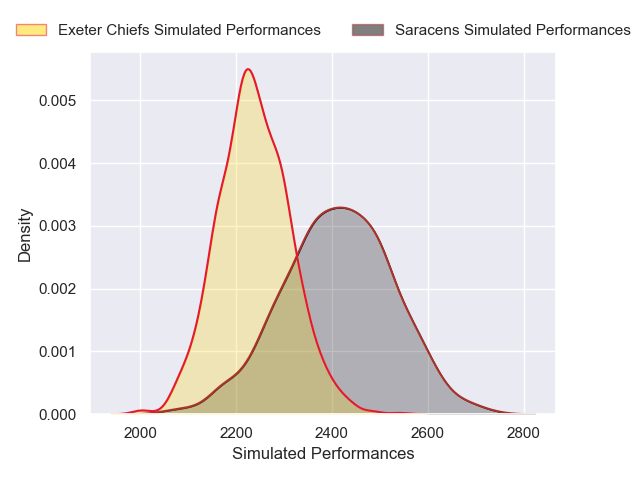 Exeter Chiefs Simulated Performances Saracens Simulated Performances
0.005
0.004
0.003
0.002
0.001
0.000
Density
2000 2200 2400 2600 2800
Simulated Performances